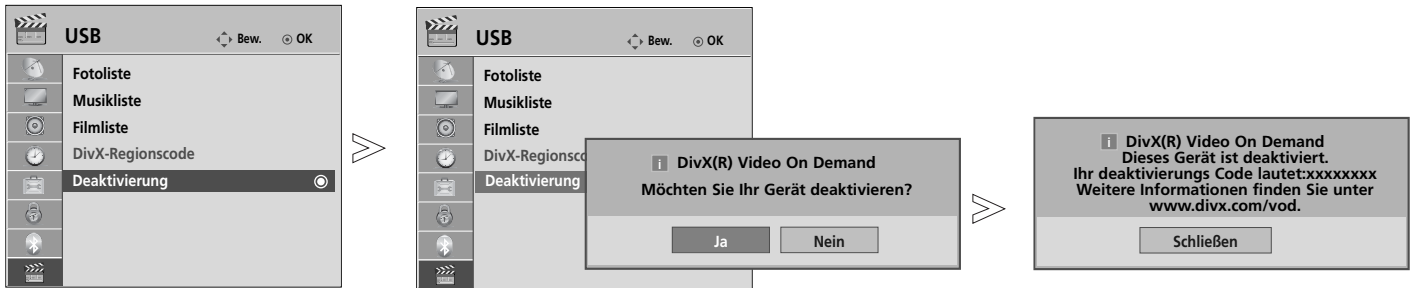 USB Bew. OK
Fotoliste
Musikliste
Filmliste
DivX-Regionscode
Deaktivierung
USB Bew. OK
Fotoliste
Musikliste
Filmliste
DivX-Regionsco
Deaktivierung
i DivX(R) Video On Demand
Möchten Sie Ihr Gerät deaktivieren?
Ja Nein
i DivX(R) Video On Demand
Dieses Gerät ist deaktiviert.
Ihr deaktivierungs Code lautet:xxxxxxxx
Weitere Informationen finden Sie unter
www.divx.com/vod.
Schließen